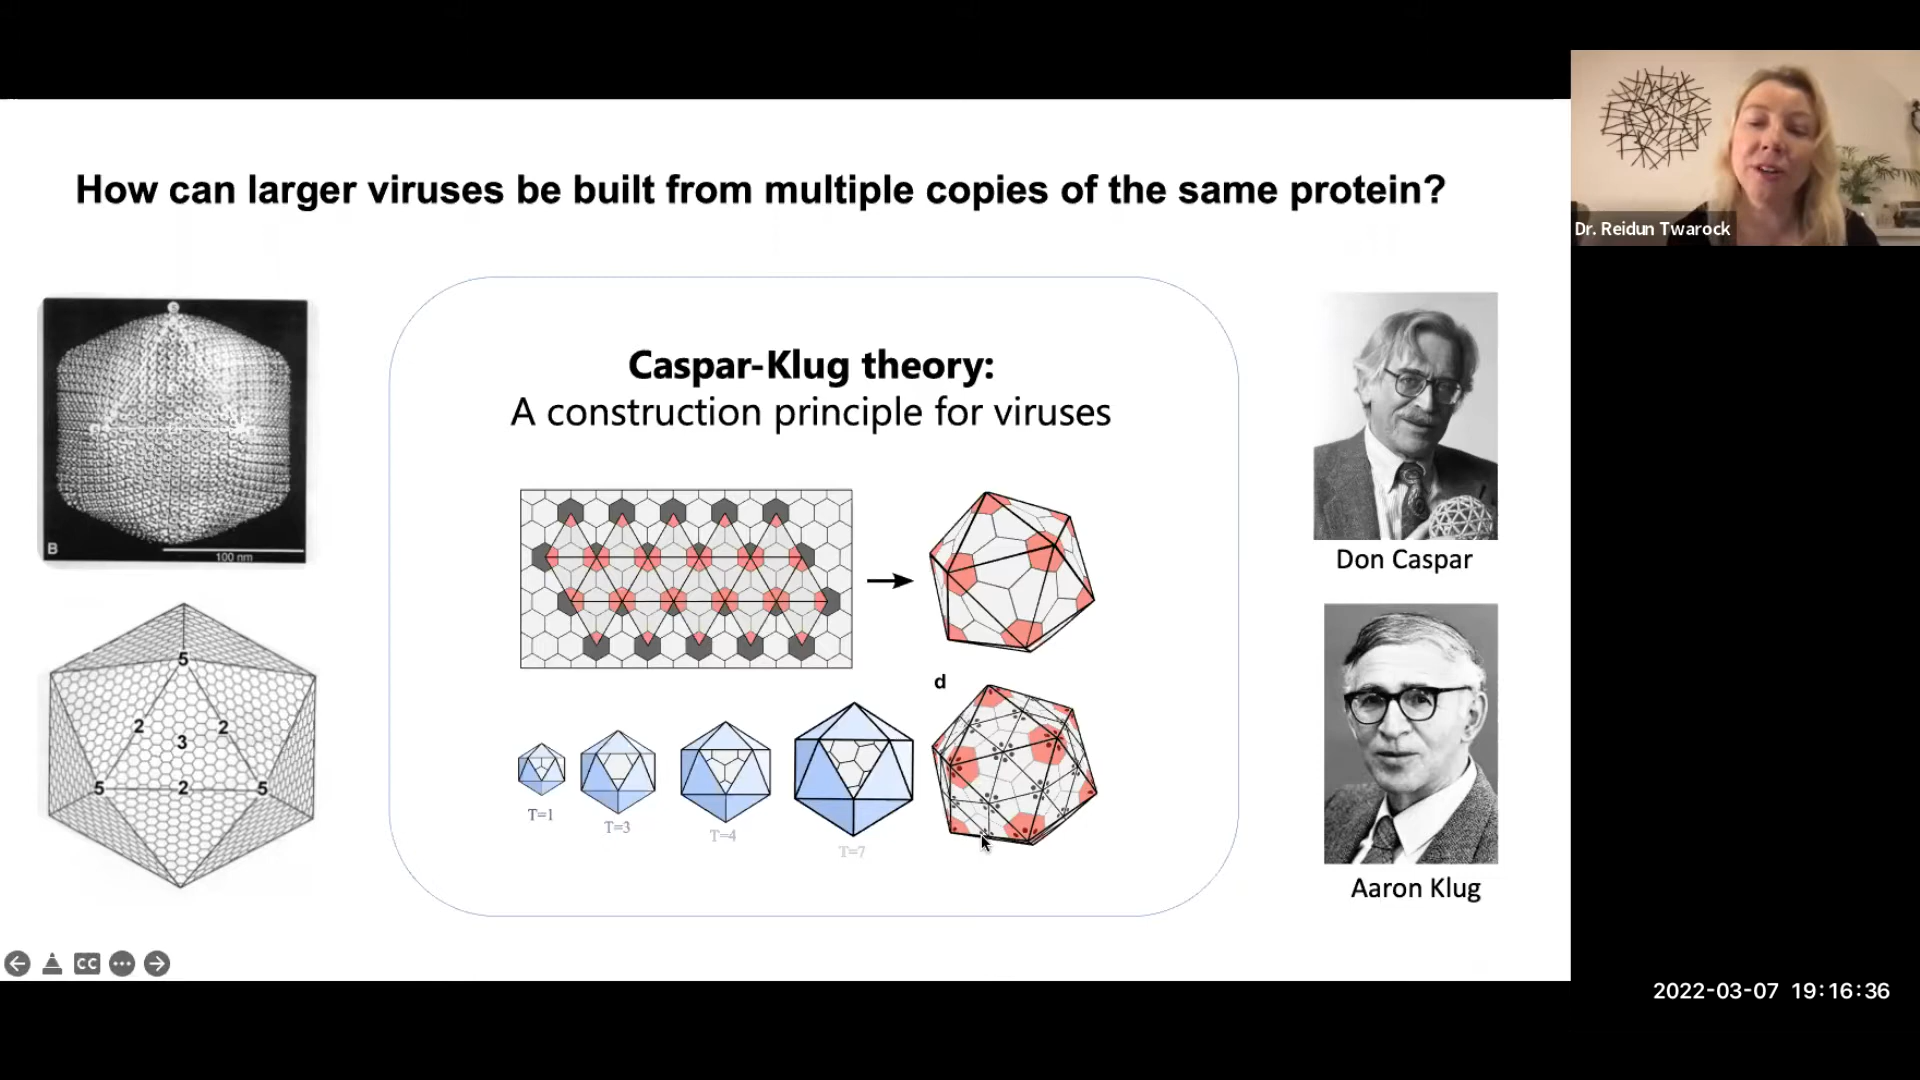 How can larger viruses be built from multiple copies of the same protein?
Dr. Reidun Twarock
B
100 nm
Caspar-Klug theory:
A construction principle for viruses
Don Caspar
5
2 2
3
5 2 5
d
T=1
T=3
T=4
T=7
Aaron Klug
CC
2022-03-07 19:16:36